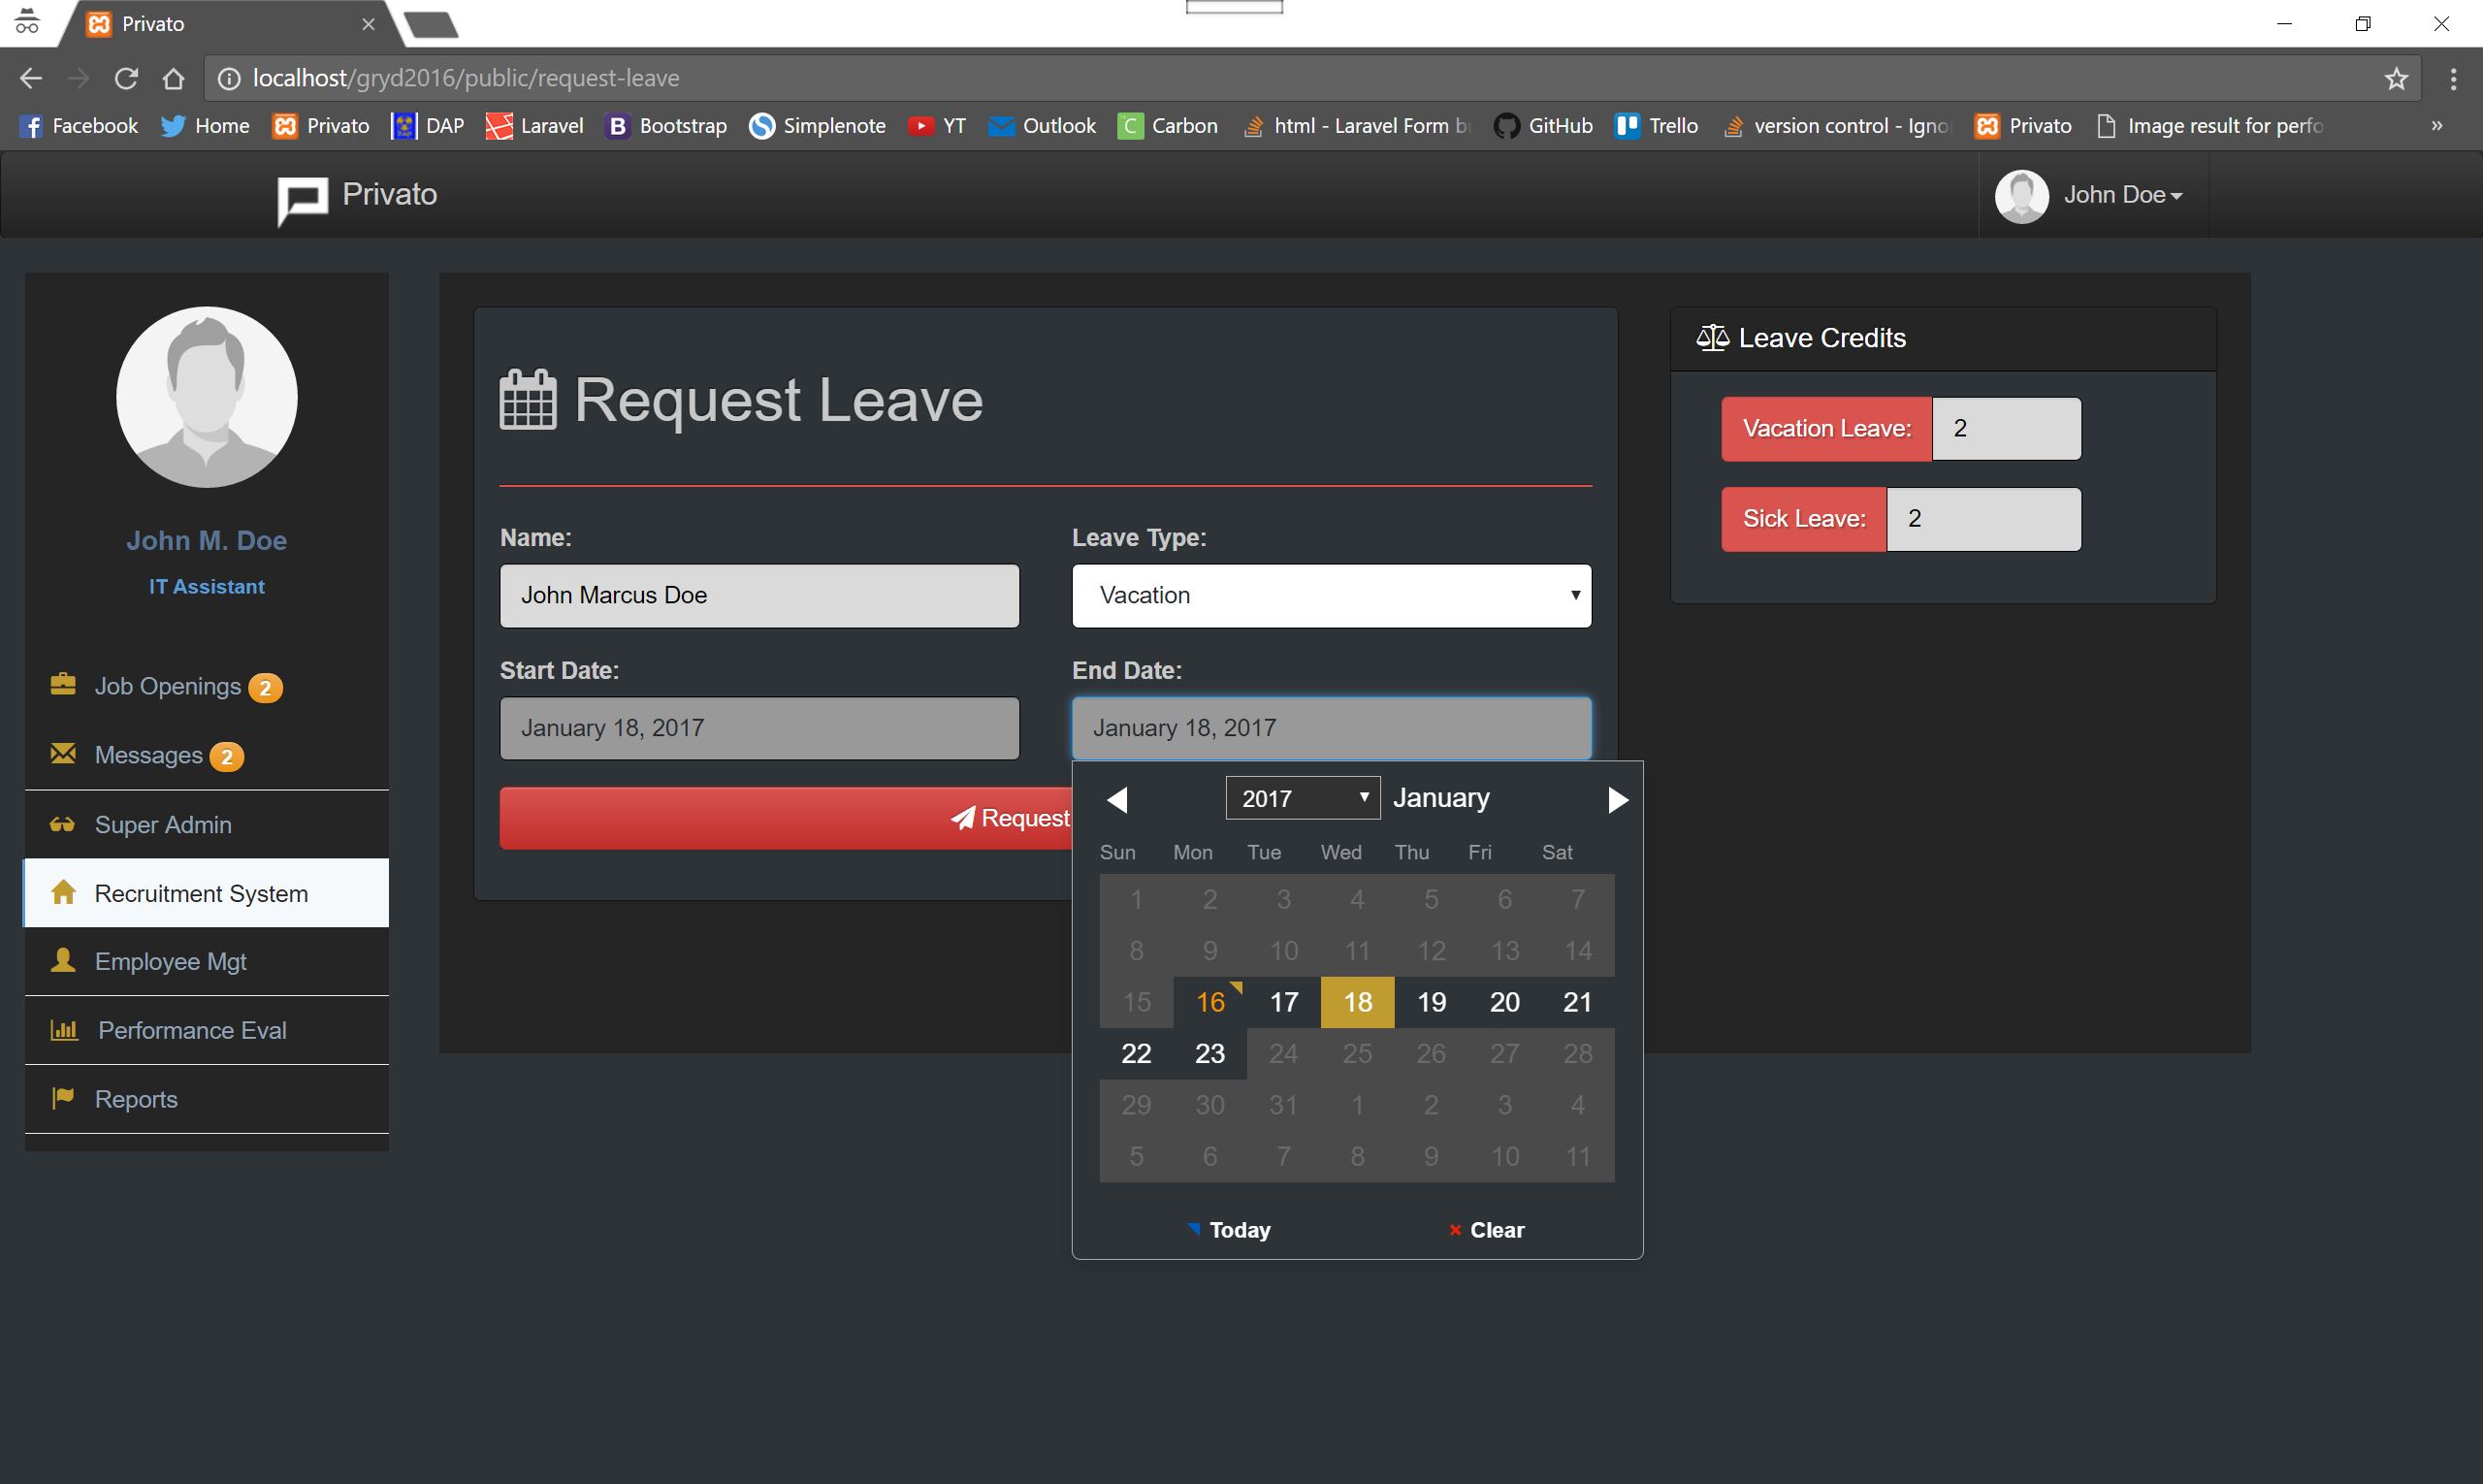 Privato
localhost/gryd2016/public/request-leave
Facebook Home Privato DAP Laravel Bootstrap Simplenote YT Outlook Carbon html - Laravel Form GitHub Trello version control - Privato Image result for »
Privato
John Doe
John M. Doe
IT Assistant
Job Openings 2
Messages 2
Super Admin
Recruitment System
Employee Mgt
Performance Eval
Reports
Request Leave
Name:
John Marcus Doe
Leave Type:
Vacation
Start Date:
January 18, 2017
End Date:
January 18, 2017
Request
2017 January
Sun Mon Tue Wed Thu Fri Sat
1 2 3 4 5 6 7
8 9 10 11 12 13 14
15 16 17 18 19 20 21
22 23 24 25 26 27 28
29 30 31 1 2 3 4
5 6 7 8 9 10 11
Today Clear
Leave Credits
Vacation Leave: 2
Sick Leave: 2